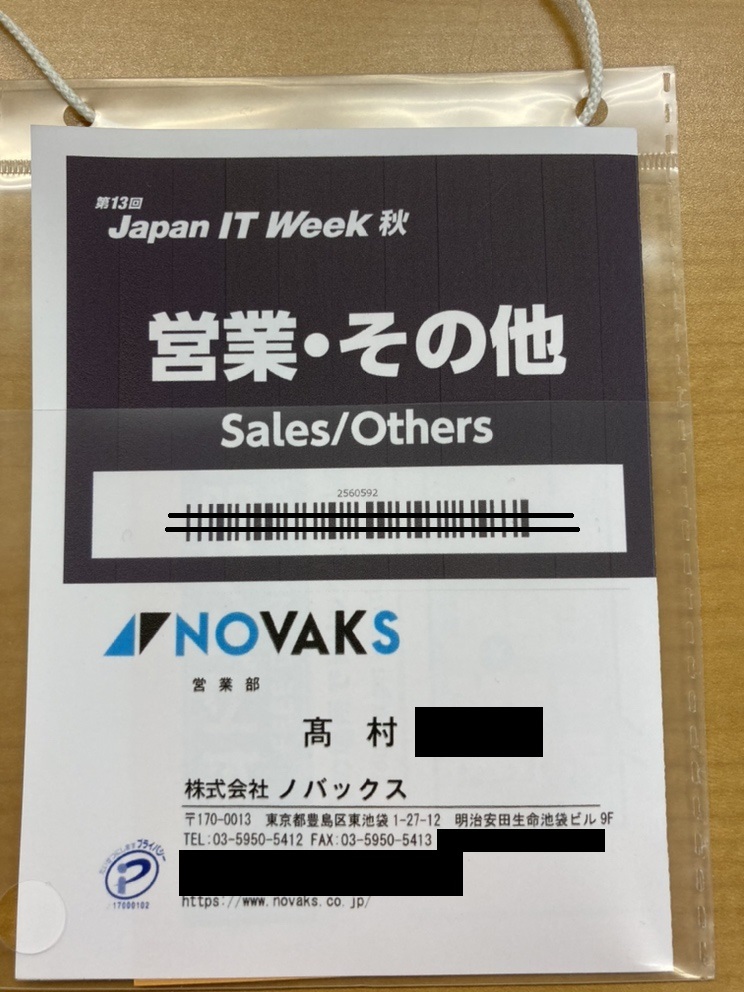 第13回
Japan IT Week 秋
営業・その他
Sales/Others
2560592
NOVAKS
営業部
髙 村
株式会社 ノバックス
〒170-0013 東京都豊島区東池袋 1-27-12 明治安田生命池袋ビル 9F
TEL:03-5950-5412 FAX:03-5950-5413
プライバシー
17000102
https://www.novaks.co.jp/